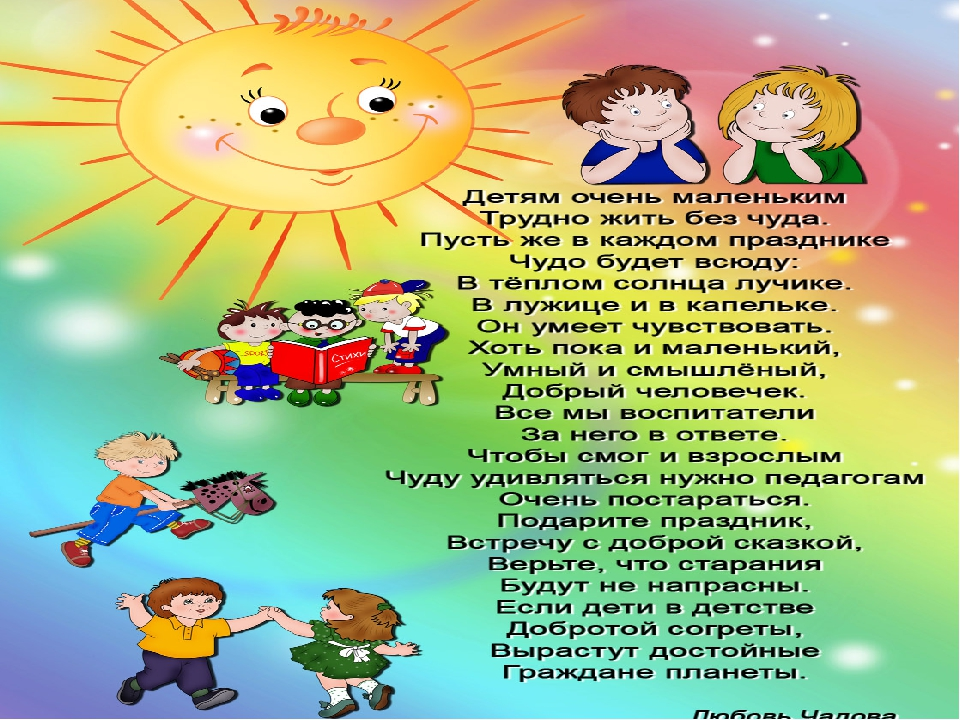 Детям очень маленьким
Трудно жить без чуда.
Пусть же в каждом празднике
Чудо будет всюду:
В тёплом солнца лучике.
В лужице и в капельке.
Он умеет чувствовать.
Хоть пока и маленький,
Умный и смышлёный,
Добрый человечек.
Все мы воспитатели
За него в ответе.
Чтобы смог и взрослым
Чуду удивляться нужно педагогам
Очень постараться.
Подарите праздник,
Встречу с доброй сказкой,
Верьте, что старания
Будут не напрасны.
Если дети в детстве
Добротой согреты,
Вырастут достойные
Граждане планеты.
Любовь Чадова
SPORT
Стихи